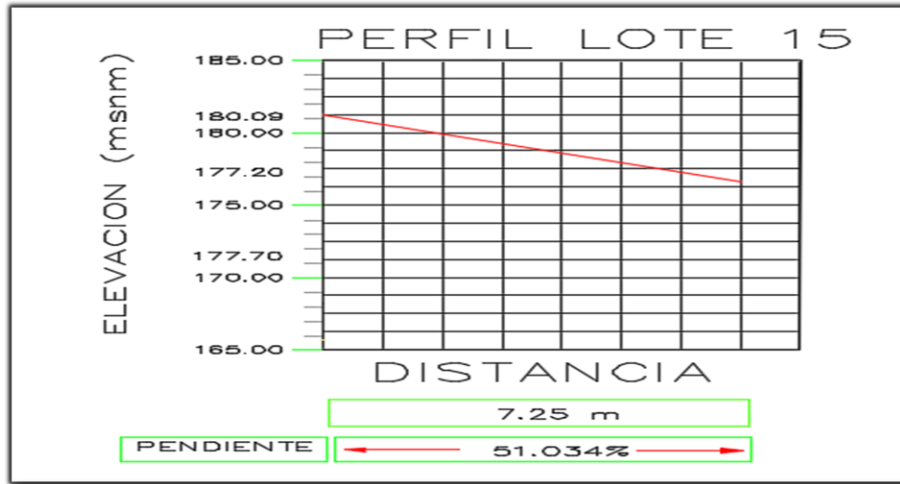 PERFIL LOTE 15
ELEVACION (msnm)
185.00
180.09
180.00
177.20
175.00
177.70
170.00
165.00
DISTANCIA
7.25 m
PENDIENTE
51.034%